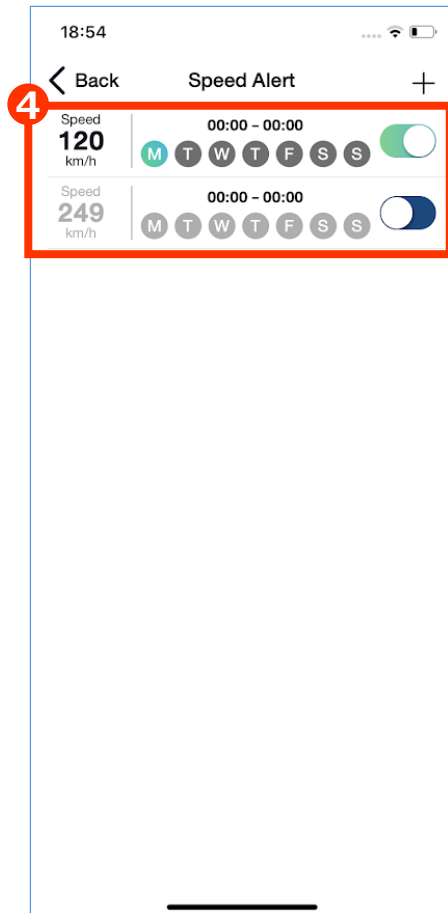 18:54
Back Speed Alert +
4
Speed
120
km/h
00:00 – 00:00
M T W T F S S
Speed
249
km/h
00:00 – 00:00
M T W T F S S